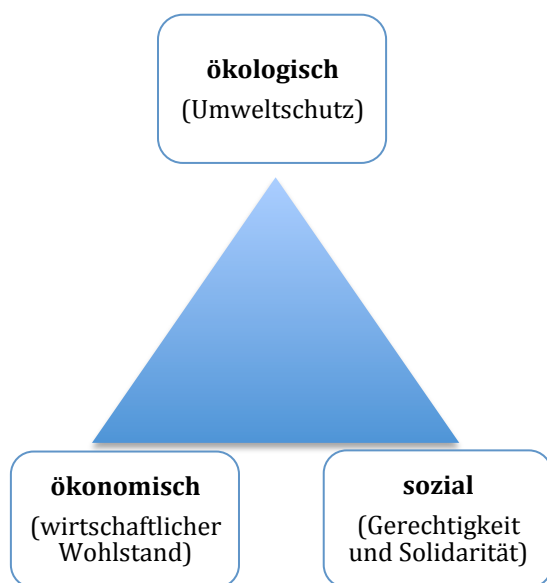 ökologisch
(Umweltschutz)
ökonomisch
(wirtschaftlicher
Wohlstand)
sozial
(Gerechtigkeit
und Solidarität)